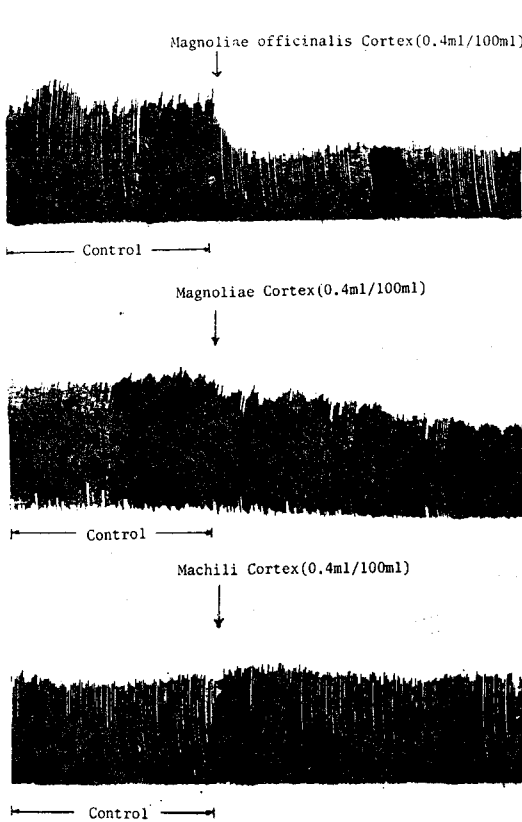 Magnoliae officinalis Cortex(0.4ml/100ml)
Control
Magnoliae Cortex(0.4ml/100ml)
Control
Machili Cortex(0.4ml/100ml)
Control